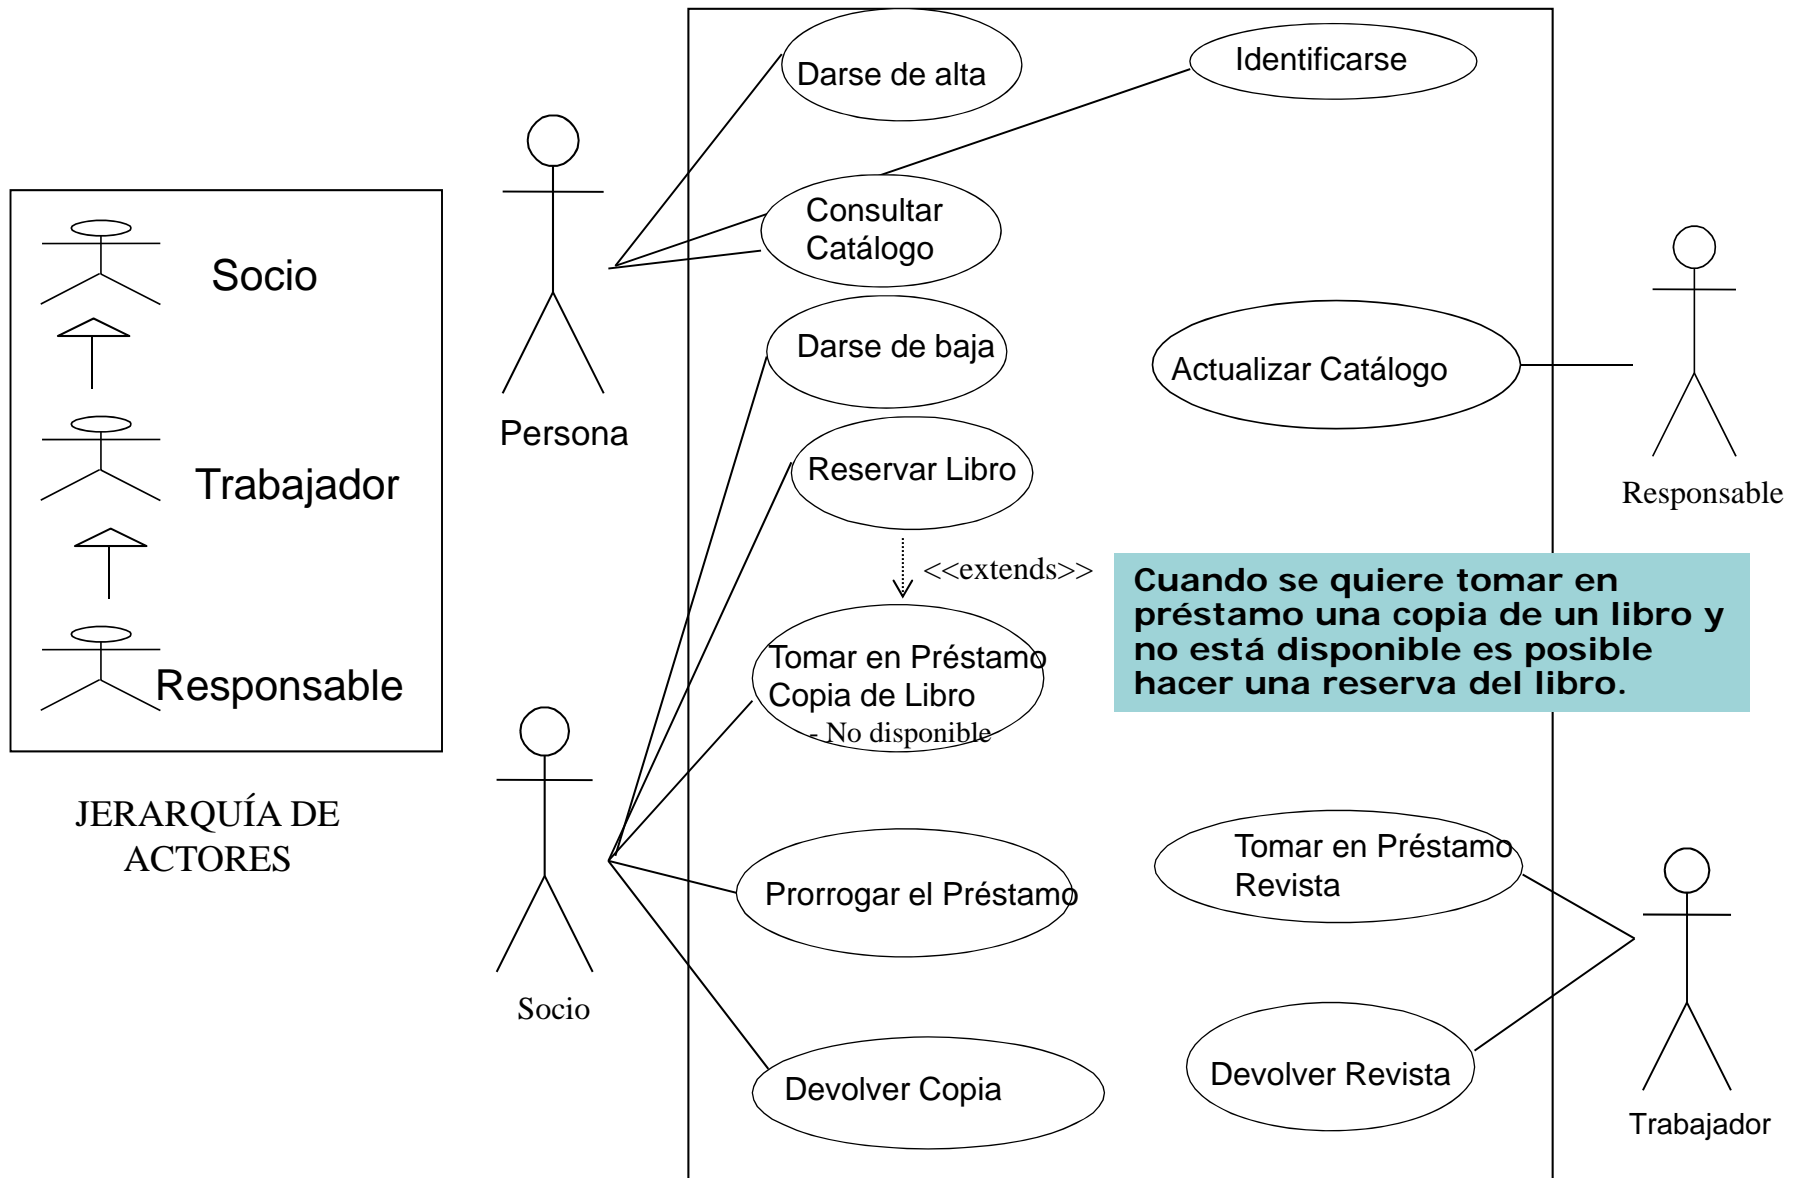 Socio
Trabajador
Responsable
JERARQUÍA DE
ACTORES
Persona
Socio
Darse de alta
Identificarse
Consultar
Catálogo
Darse de baja
Actualizar Catálogo
Reservar Libro
<<extends>>
Tomar en Préstamo
Copia de Libro
- No disponible
Cuando se quiere tomar en
préstamo una copia de un libro y
no está disponible es posible
hacer una reserva del libro.
Prorrogar el Préstamo
Tomar en Préstamo
Revista
Devolver Copia
Devolver Revista
Responsable
Trabajador